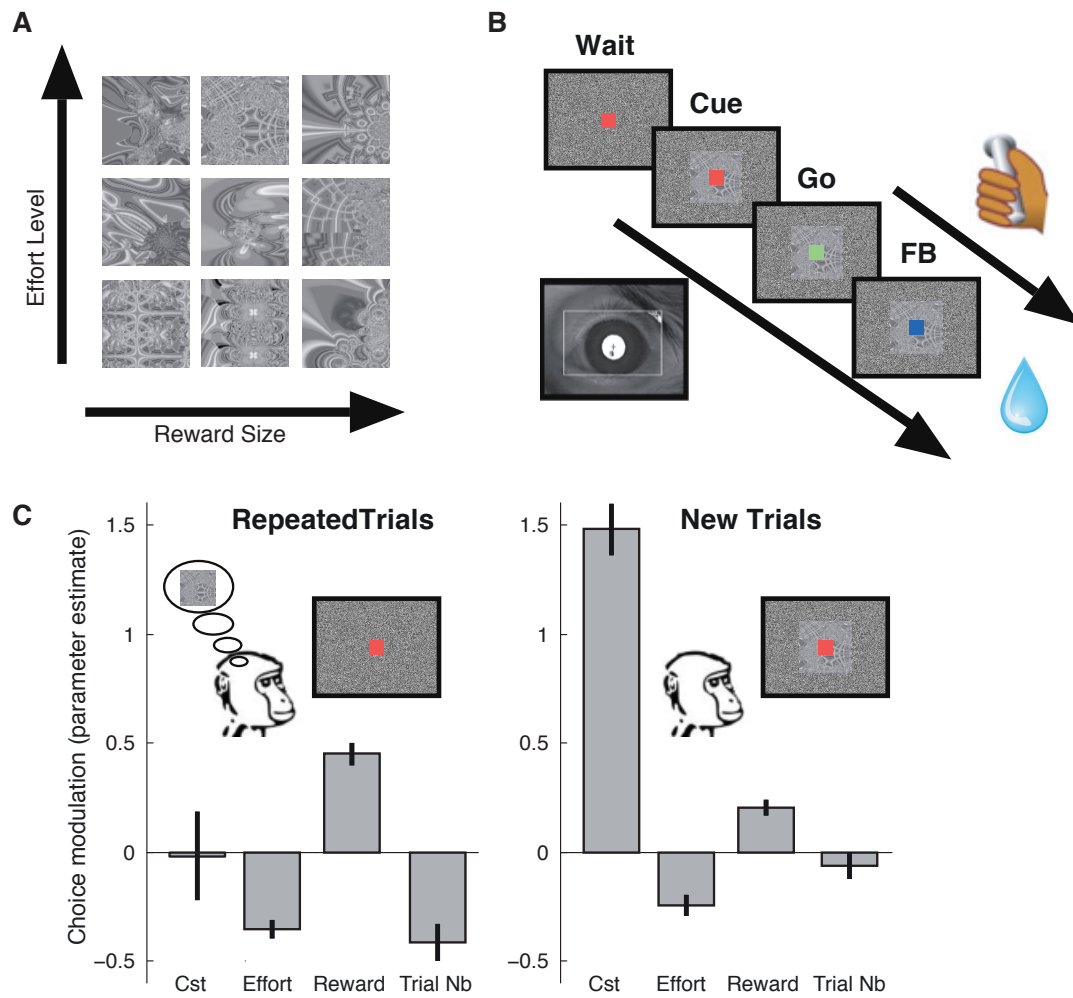 A
Effort Level
Reward Size
B
Wait
Cue
Go
FB
C
Choice modulation (parameter estimate)
RepeatedTrials
1.5
1
0.5
0
−0.5
Cst Effort Reward Trial Nb
New Trials
1.5
1
0.5
0
−0.5
Cst Effort Reward Trial Nb